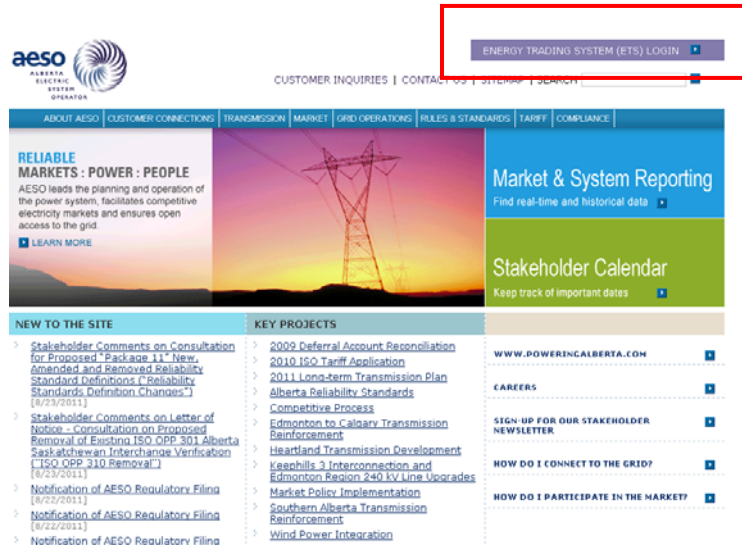 ENERGY TRADING SYSTEM (ETS) LOGIN
aeso
ALBERTA
ELECTRIC
SYSTEM
OPERATOR
CUSTOMER INQUIRIES | CONTACT US | SITEMAP | SEARCH
ABOUT AESO | CUSTOMER CONNECTIONS | TRANSMISSION | MARKET | GRID OPERATIONS | RULES & STANDARDS | TARIFF | COMPLIANCE
RELIABLE
MARKETS : POWER : PEOPLE
AESO leads the planning and operation of
the power system, facilitates competitive
electricity markets and ensures open
access to the grid.
LEARN MORE
Market & System Reporting
Find real-time and historical data
Stakeholder Calendar
Keep track of important dates
NEW TO THE SITE
Stakeholder Comments on Consultation
for Proposed "Package 11" New,
Amended and Removed Reliability
Standard Definitions ("Reliability
Standards Definition Changes")
[8/23/2011]
Stakeholder Comments on Letter of
Notice - Consultation on Proposed
Removal of Existing ISO OPP 301 Alberta
Saskatchewan Interchange Verification
("ISO OPP 310 Removal")
[8/23/2011]
Notification of AESO Regulatory Filing
[8/22/2011]
Notification of AESO Regulatory Filing
[8/22/2011]
Notification of AESO Regulatory Filing
KEY PROJECTS
2009 Deferral Account Reconciliation
2010 ISO Tariff Application
2011 Long-term Transmission Plan
Alberta Reliability Standards
Competitive Process
Edmonton to Calgary Transmission
Reinforcement
Heartland Transmission Development
Keephills 3 Interconnection and
Edmonton Region 240 kV Line Upgrades
Market Policy Implementation
Southern Alberta Transmission
Reinforcement
Wind Power Integration
WWW.POWERINGALBERTA.COM
CAREERS
SIGN-UP FOR OUR STAKEHOLDER
NEWSLETTER
HOW DO I CONNECT TO THE GRID?
HOW DO I PARTICIPATE IN THE MARKET?